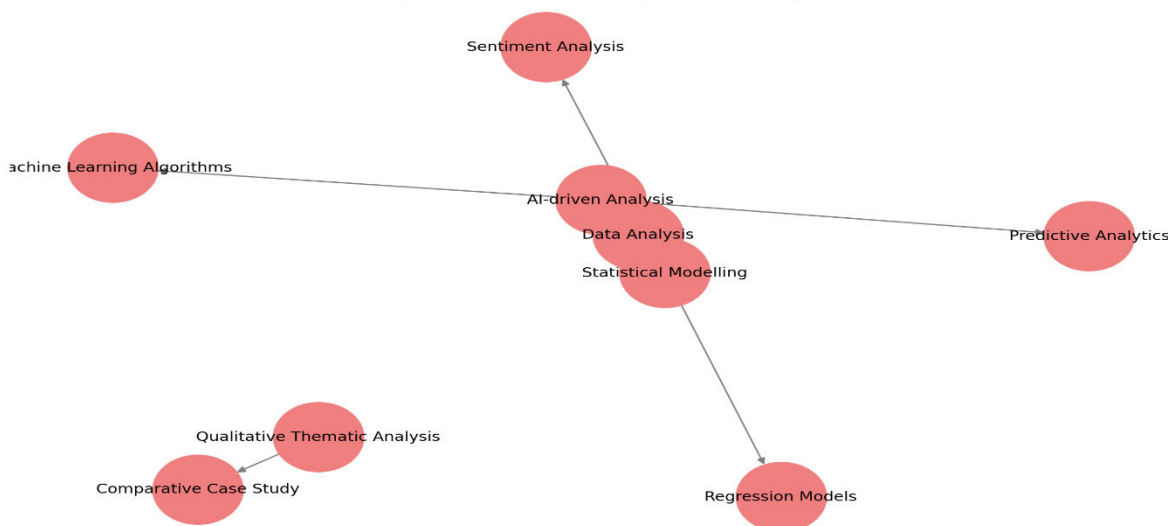 Sentiment Analysis
achine Learning Algorithms
AI-driven Analysis
Data Analysis
Predictive Analytics
Statistical Modelling
Qualitative Thematic Analysis
Comparative Case Study
Regression Models